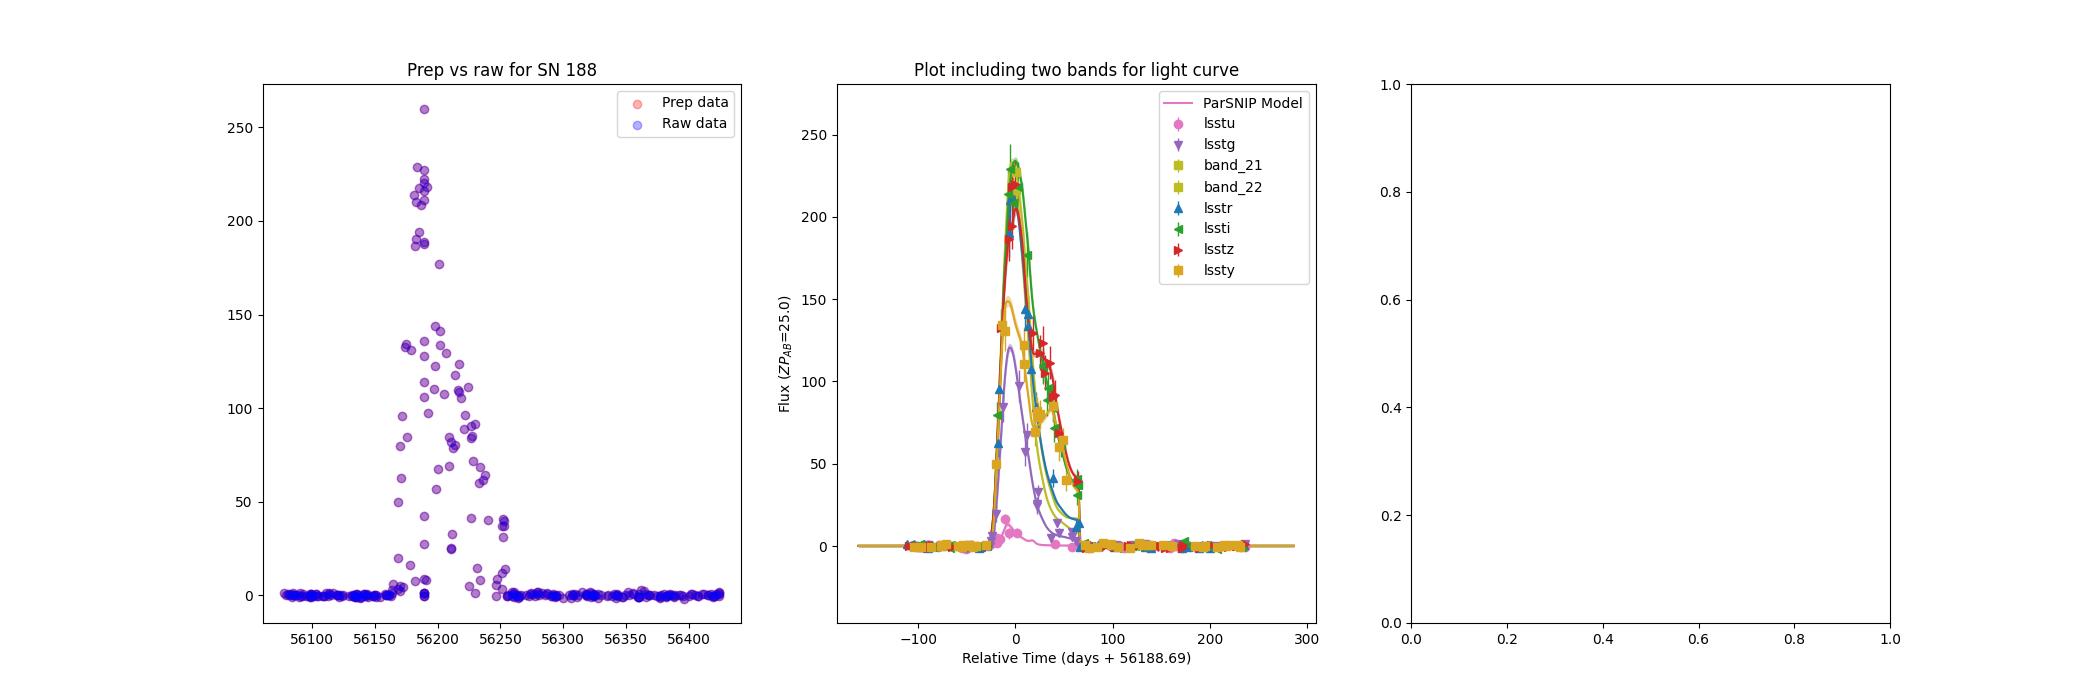 Prep vs raw for SN 188
Prep data
Raw data
250
200
150
100
50
0
56100 56150 56200 56250 56300 56350 56400
Plot including two bands for light curve
ParSNIP Model
lsstu
lsstg
band_21
band_22
lsstr
lssti
lsstz
lssty
Flux (ZP_AB=25.0)
250
200
150
100
50
0
−100 0 100 200 300
Relative Time (days + 56188.69)
1.0
0.8
0.6
0.4
0.2
0.0
0.0 0.2 0.4 0.6 0.8 1.0